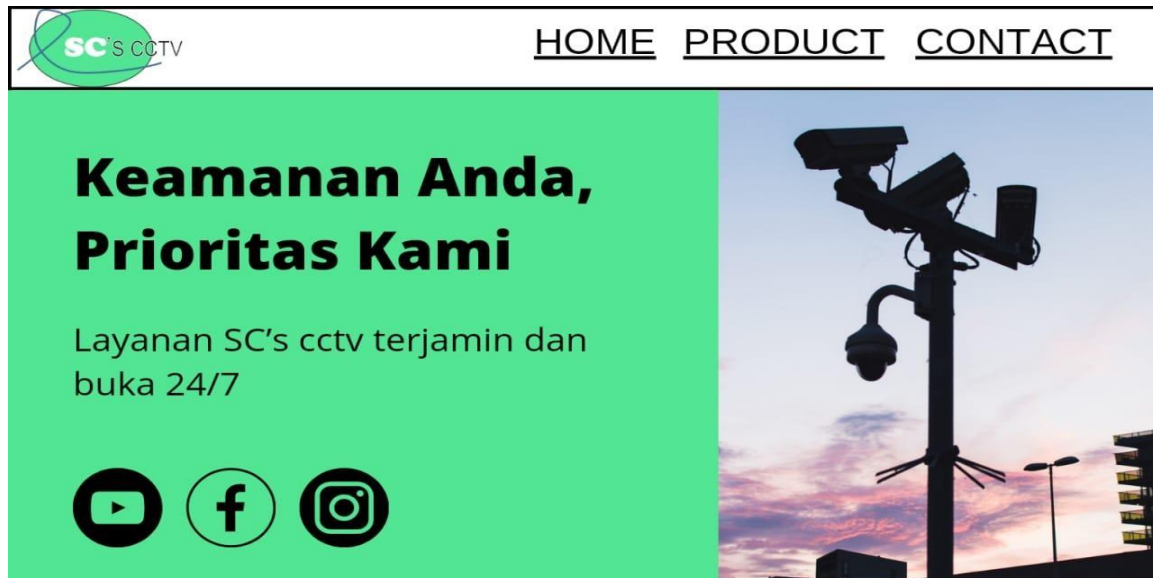 SC'S CCTV
HOME PRODUCT CONTACT
Keamanan Anda,
Prioritas Kami
Layanan SC’s cctv terjamin dan
buka 24/7